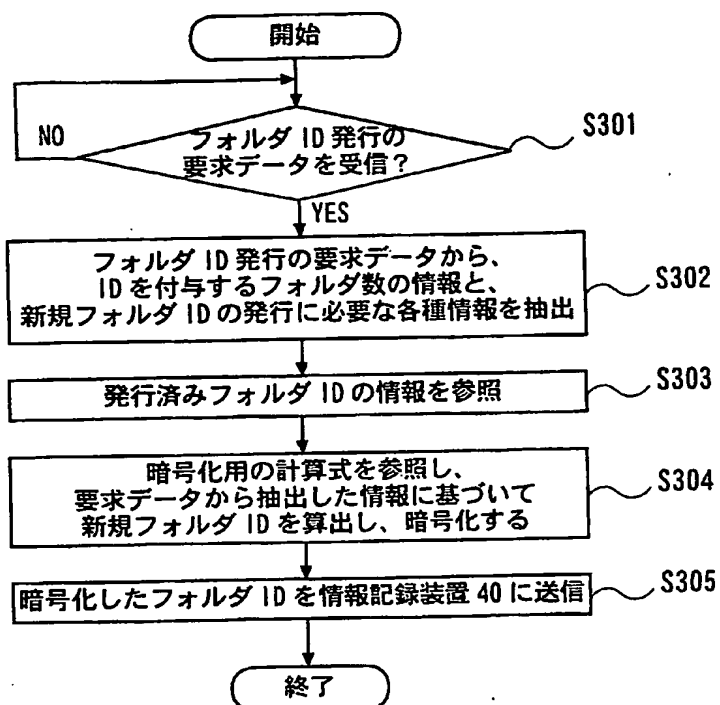 開始
NO
フォルダ ID 発行の
要求データを受信?
S301
YES
フォルダ ID 発行の要求データから、
ID を付与するフォルダ数の情報と、
新規フォルダ ID の発行に必要な各種情報を抽出
S302
発行済みフォルダ ID の情報を参照
S303
暗号化用の計算式を参照し、
要求データから抽出した情報に基づいて
新規フォルダ ID を算出し、暗号化する
S304
暗号化したフォルダ ID を情報記録装置 40 に送信
S305
終了